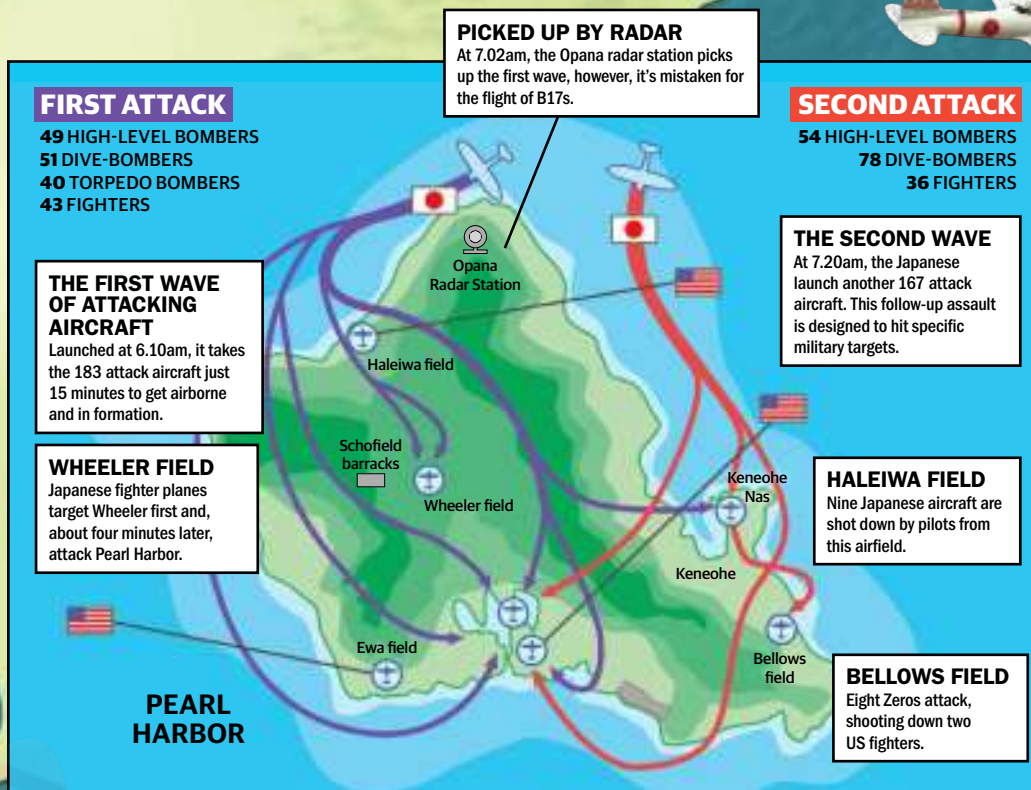 PICKED UP BY RADAR
At 7.02am, the Opana radar station picks
up the first wave, however, it's mistaken for
the flight of B17s.
FIRST ATTACK
49 HIGH-LEVEL BOMBERS
51 DIVE-BOMBERS
40 TORPEDO BOMBERS
43 FIGHTERS
SECOND ATTACK
54 HIGH-LEVEL BOMBERS
78 DIVE-BOMBERS
36 FIGHTERS
THE FIRST WAVE
OF ATTACKING
AIRCRAFT
Launched at 6.10am, it takes
the 183 attack aircraft just
15 minutes to get airborne
and in formation.
THE SECOND WAVE
At 7.20am, the Japanese
launch another 167 attack
aircraft. This follow-up assault
is designed to hit specific
military targets.
WHEELER FIELD
Japanese fighter planes
target Wheeler first and,
about four minutes later,
attack Pearl Harbor.
HALEIWA FIELD
Nine Japanese aircraft are
shot down by pilots from
this airfield.
BELLOWS FIELD
Eight Zeros attack,
shooting down two
US fighters.
Opana
Radar Station
Haleiwa field
Schofield
barracks
Wheeler field
Keneohe
Nas
Keneohe
Ewa field
Bellows
field
PEARL
HARBOR